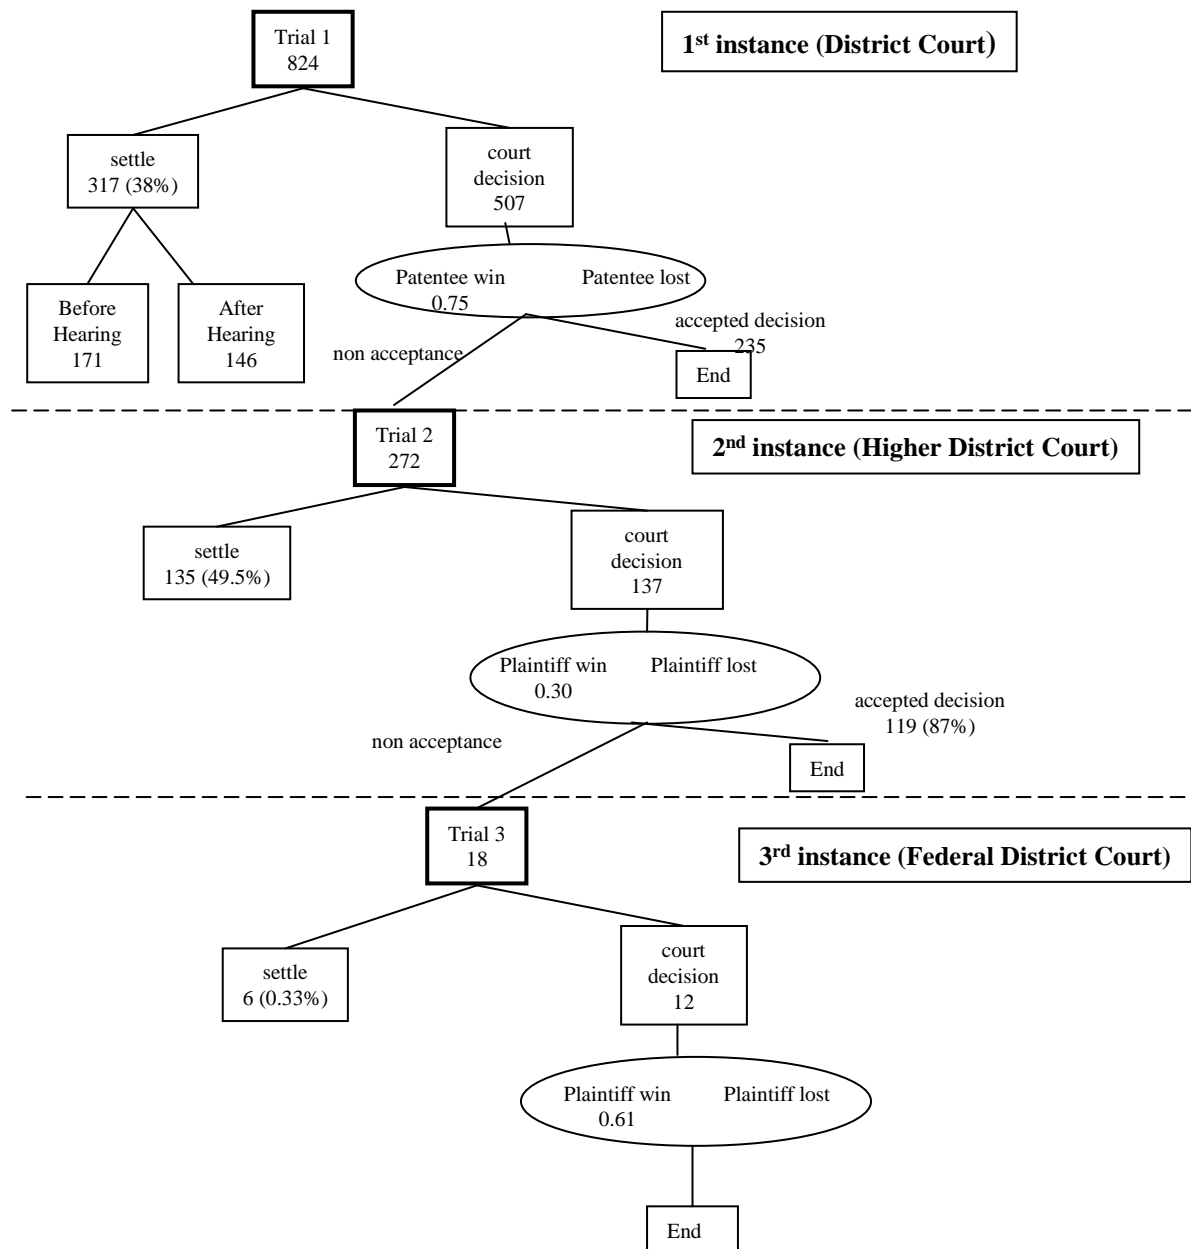 Trial 1
824
1st instance (District Court)
settle
317 (38%)
court
decision
507
Before
Hearing
171
After
Hearing
146
Patentee win
0.75
Patentee lost
accepted decision
235
non acceptance
End
Trial 2
272
2nd instance (Higher District Court)
settle
135 (49.5%)
court
decision
137
Plaintiff win
0.30
Plaintiff lost
accepted decision
119 (87%)
non acceptance
End
Trial 3
18
3rd instance (Federal District Court)
settle
6 (0.33%)
court
decision
12
Plaintiff win
0.61
Plaintiff lost
End